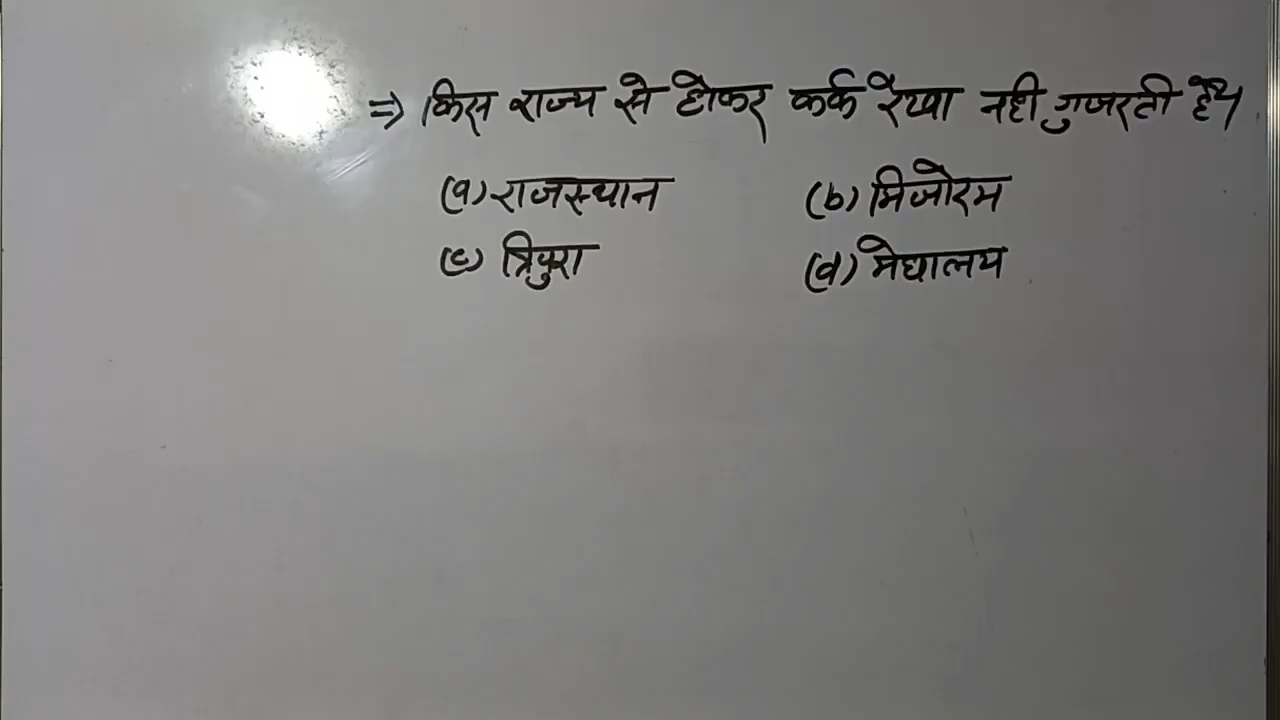 ⇒ किस राज्य से होकर कर्क रेखा नही गुजरती है।
(a) राजस्थान (b) मिजोरम
(c) त्रिपुरा (d) मेघालय